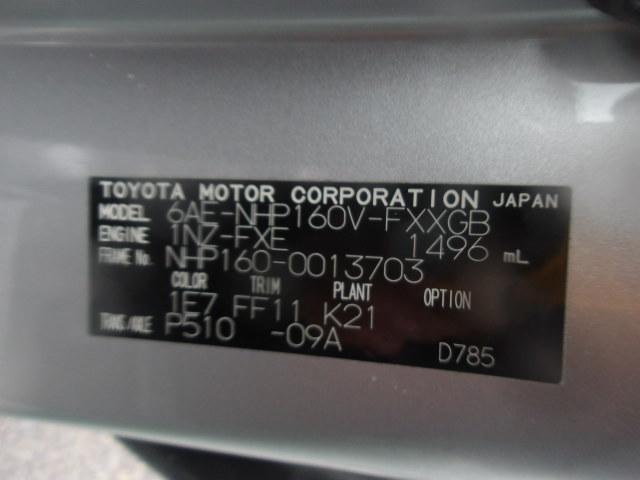 TOYOTA MOTOR CORPORATION JAPAN
MODEL 6AE-NHP160V-FXXGB
ENGINE 1NZ-FXE 1496 mL
FRAME No. NHP160-0013703
COLOR TRIM PLANT OPTION
1E7 FF11 K21
TRANS/AXLE P510 -09A
D785